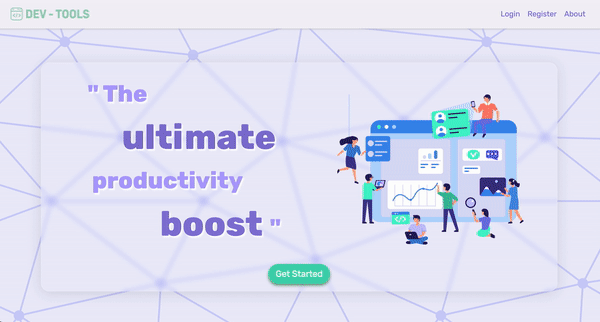 DEV - TOOLS
Login Register About
" The
ultimate
productivity
boost "
Get Started